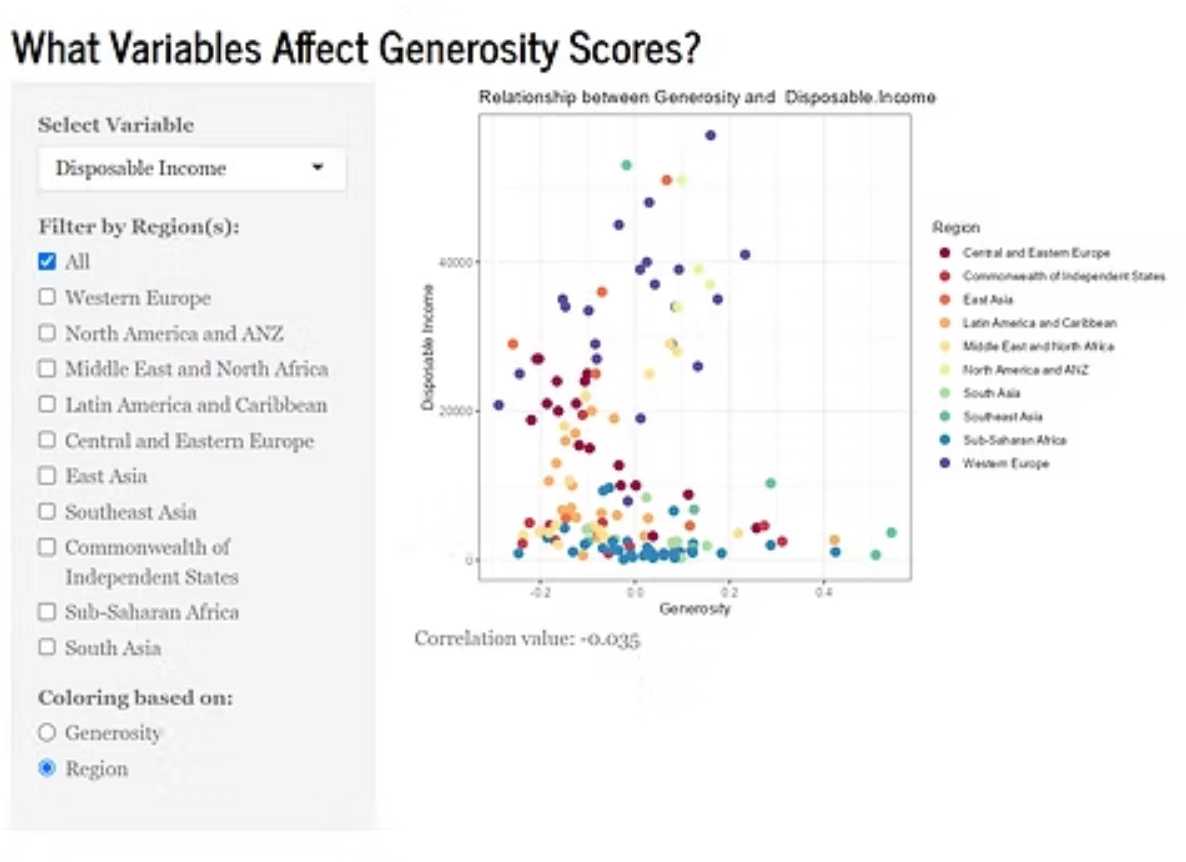 What Variables Affect Generosity Scores?
Select Variable
Disposable Income
Filter by Region(s):
All
Western Europe
North America and ANZ
Middle East and North Africa
Latin America and Caribbean
Central and Eastern Europe
East Asia
Southeast Asia
Commonwealth of
Independent States
Sub-Saharan Africa
South Asia
Coloring based on:
Generosity
Region
Relationship between Generosity and Disposable.Income
Disposable Income
40000
20000
0
-0.2
0.0
0.2
0.4
Generosity
Correlation value: -0.035
Region
Central and Eastern Europe
Commonwealth of Independent States
East Asia
Latin America and Caribbean
Middle East and North Africa
North America and ANZ
South Asia
Southeast Asia
Sub-Saharan Africa
Western Europe